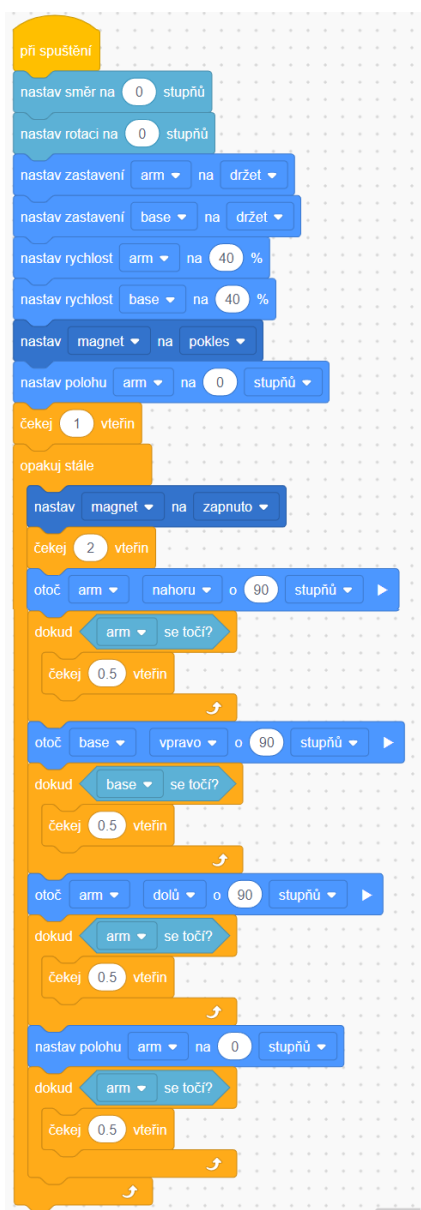 při spuštění
nastav směr na 0 stupňů
nastav rotaci na 0 stupňů
nastav zastavení arm na držet
nastav zastavení base na držet
nastav rychlost arm na 40 %
nastav rychlost base na 40 %
nastav magnet na pokles
nastav polohu arm na 0 stupňů
čekej 1 vteřin
opakuj stále
nastav magnet na zapnuto
čekej 2 vteřin
otoč arm nahoru o 90 stupňů
dokud arm se točí?
čekej 0.5 vteřin
otoč base vpravo o 90 stupňů
dokud base se točí?
čekej 0.5 vteřin
otoč arm dolů o 90 stupňů
dokud arm se točí?
čekej 0.5 vteřin
nastav polohu arm na 0 stupňů
dokud arm se točí?
čekej 0.5 vteřin